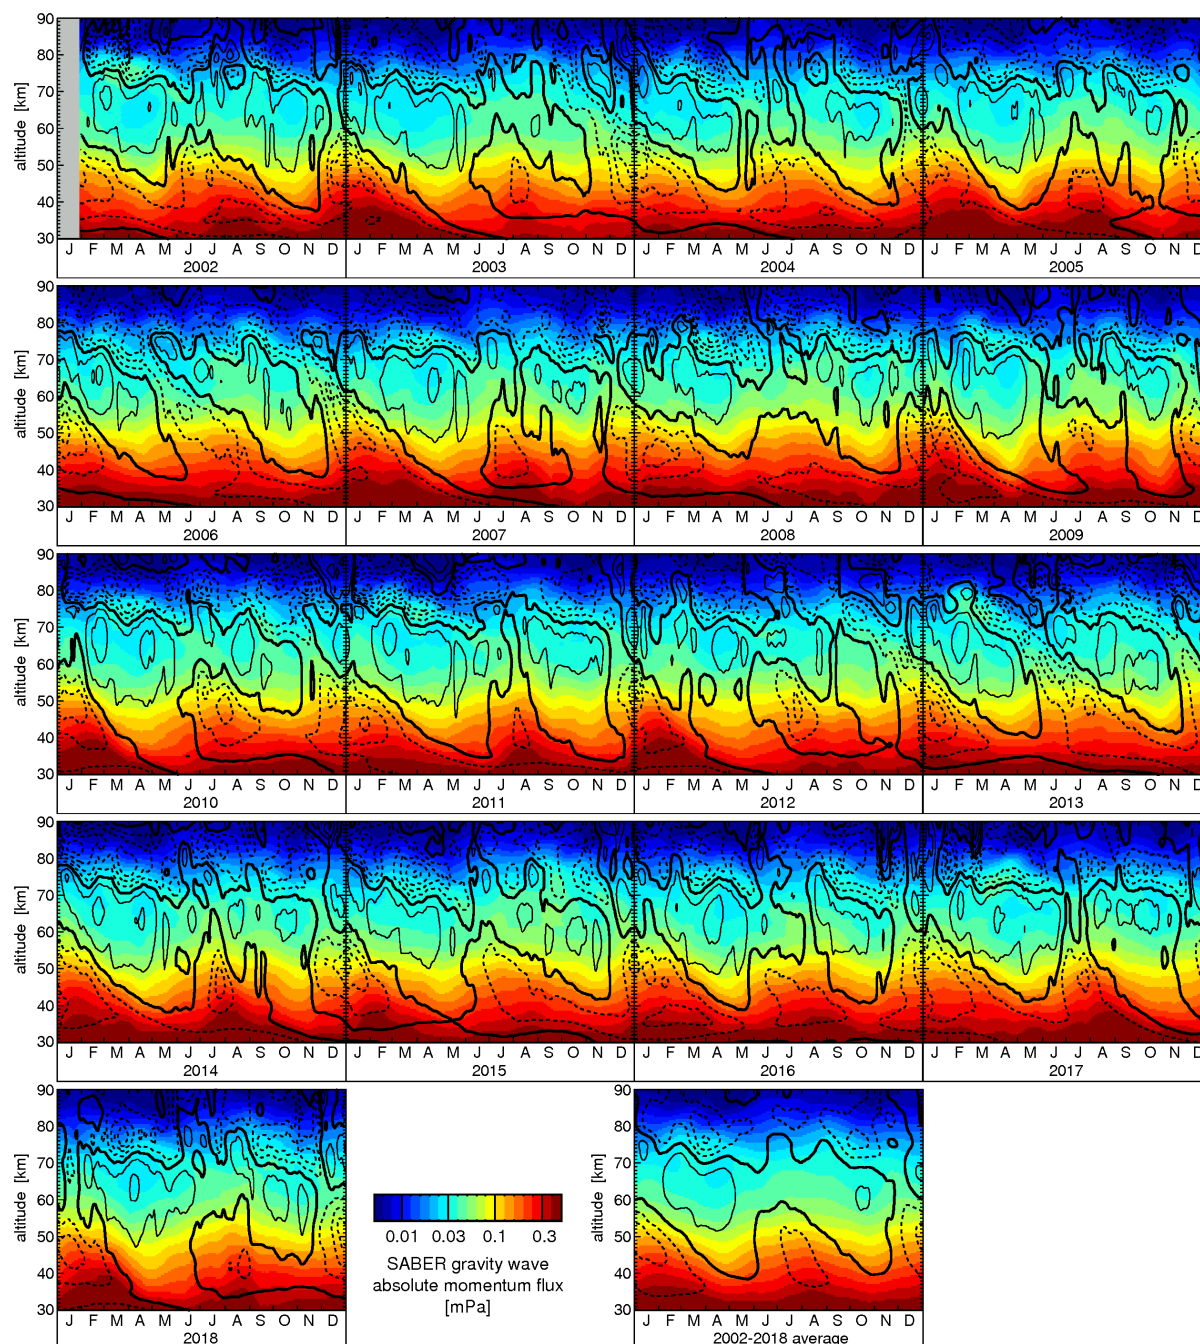 90
80
70
60
50
40
30
altitude [km]
J F M A M J J A S O N D J F M A M J J A S O N D J F M A M J J A S O N D J F M A M J J A S O N D
2002 2003 2004 2005
90
80
70
60
50
40
30
altitude [km]
J F M A M J J A S O N D J F M A M J J A S O N D J F M A M J J A S O N D J F M A M J J A S O N D
2006 2007 2008 2009
90
80
70
60
50
40
30
altitude [km]
J F M A M J J A S O N D J F M A M J J A S O N D J F M A M J J A S O N D J F M A M J J A S O N D
2010 2011 2012 2013
90
80
70
60
50
40
30
altitude [km]
J F M A M J J A S O N D J F M A M J J A S O N D J F M A M J J A S O N D J F M A M J J A S O N D
2014 2015 2016 2017
90
80
70
60
50
40
30
altitude [km]
J F M A M J J A S O N D
2018
0.01 0.03 0.1 0.3
SABER gravity wave
absolute momentum flux
[mPa]
90
80
70
60
50
40
30
altitude [km]
J F M A M J J A S O N D
2002-2018 average